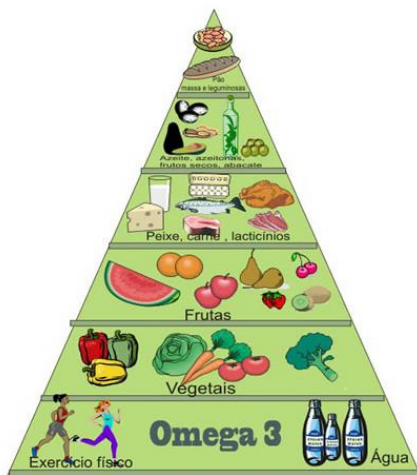 Pão
massa e leguminosas
Azeite, azeitonas,
frutos secos, abacate
Peixe, carne , lacticínios
Frutas
Vegetais
Omega 3
Exercício físico
Água